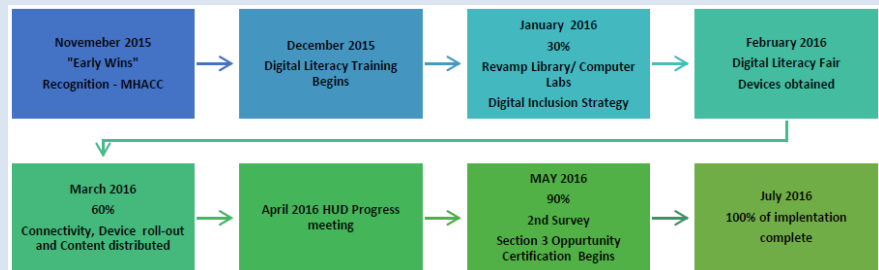 Novemeber 2015
"Early Wins"
Recognition - MHACC
December 2015
Digital Literacy Training
Begins
January 2016
30%
Revamp Library/ Computer
Labs
Digital Inclusion Strategy
February 2016
Digital Literacy Fair
Devices obtained
March 2016
60%
Connectivity, Device roll-out
and Content distributed
April 2016 HUD Progress
meeting
MAY 2016
90%
2nd Survey
Section 3 Oppurtunity
Certification Begins
July 2016
100% of implentation
complete